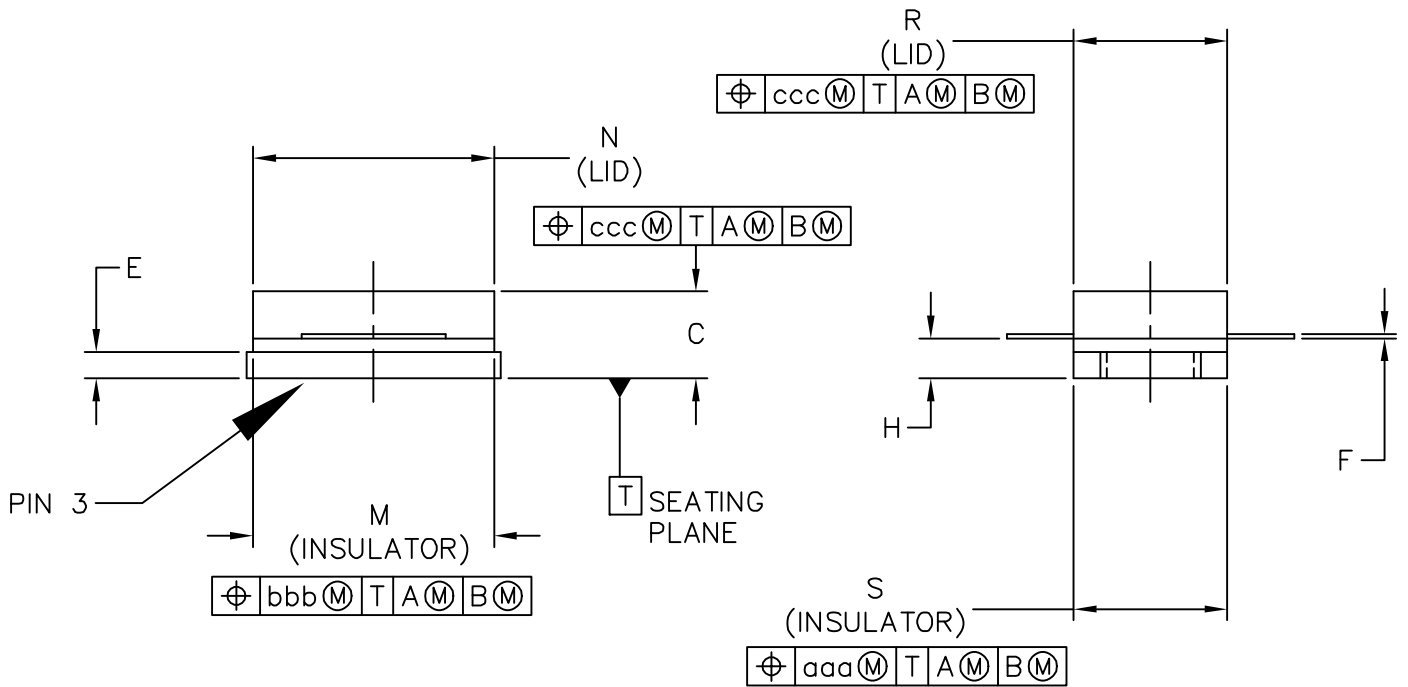 R
(LID)
⌖ ccc Ⓜ T A Ⓜ B Ⓜ
N
(LID)
⌖ ccc Ⓜ T A Ⓜ B Ⓜ
E
C
H
F
PIN 3
T SEATING
PLANE
M
(INSULATOR)
⌖ bbb Ⓜ T A Ⓜ B Ⓜ
S
(INSULATOR)
⌖ aaa Ⓜ T A Ⓜ B Ⓜ